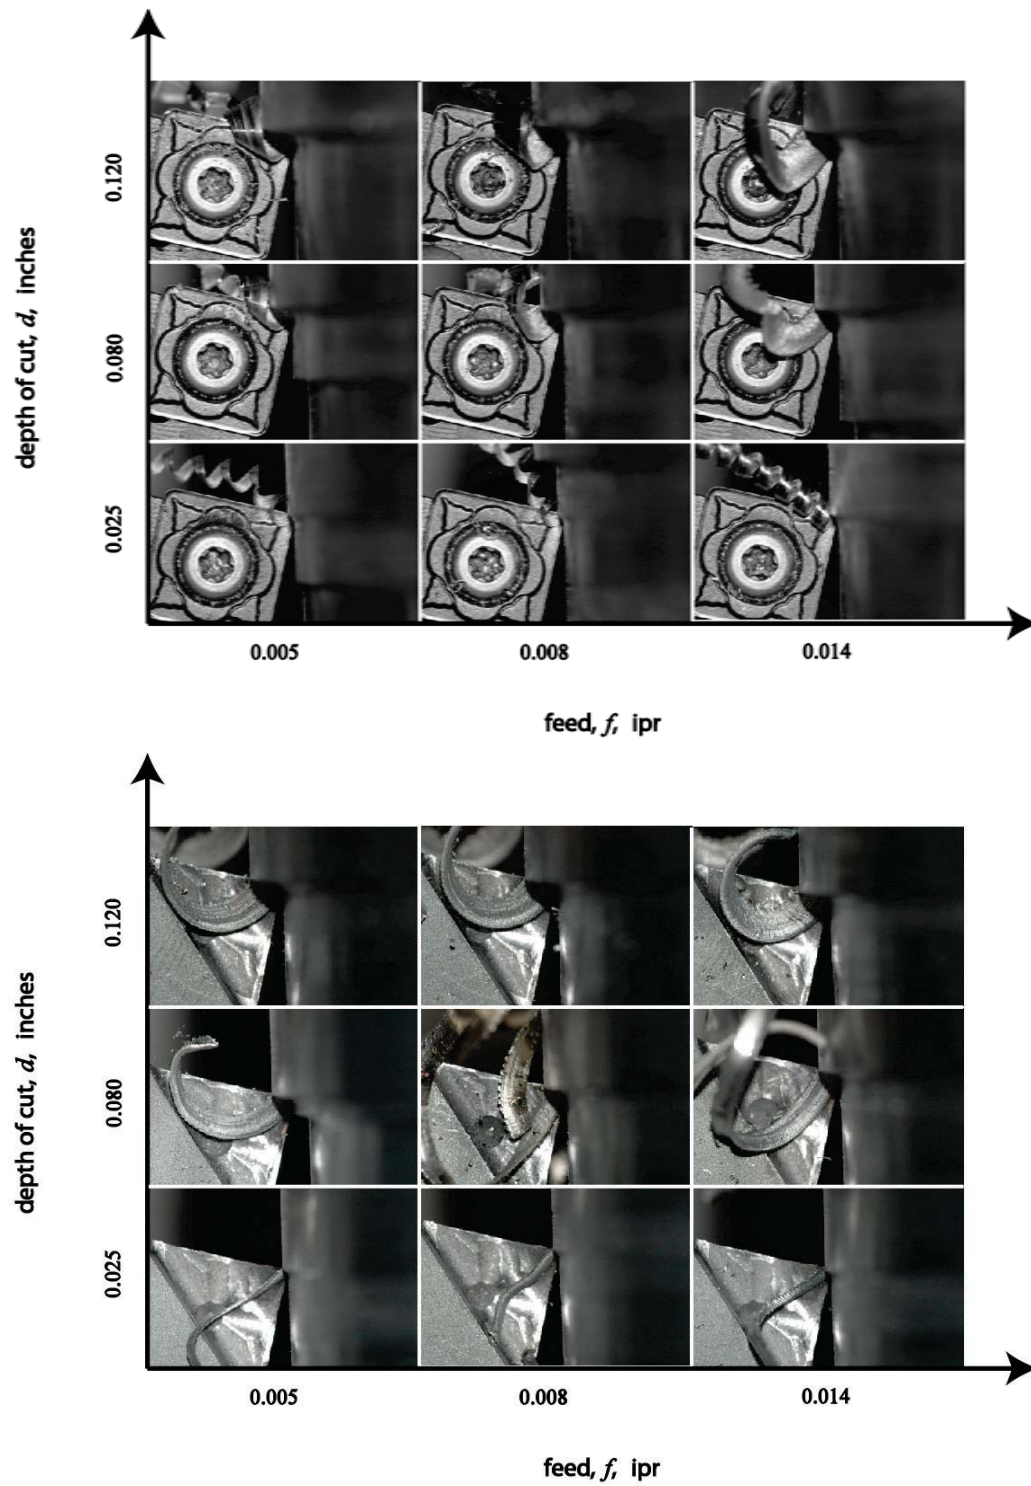 depth of cut, d, inches
0.120
0.080
0.025
0.005 0.008 0.014
feed, f, ipr
depth of cut, d, inches
0.120
0.080
0.025
0.005 0.008 0.014
feed, f, ipr